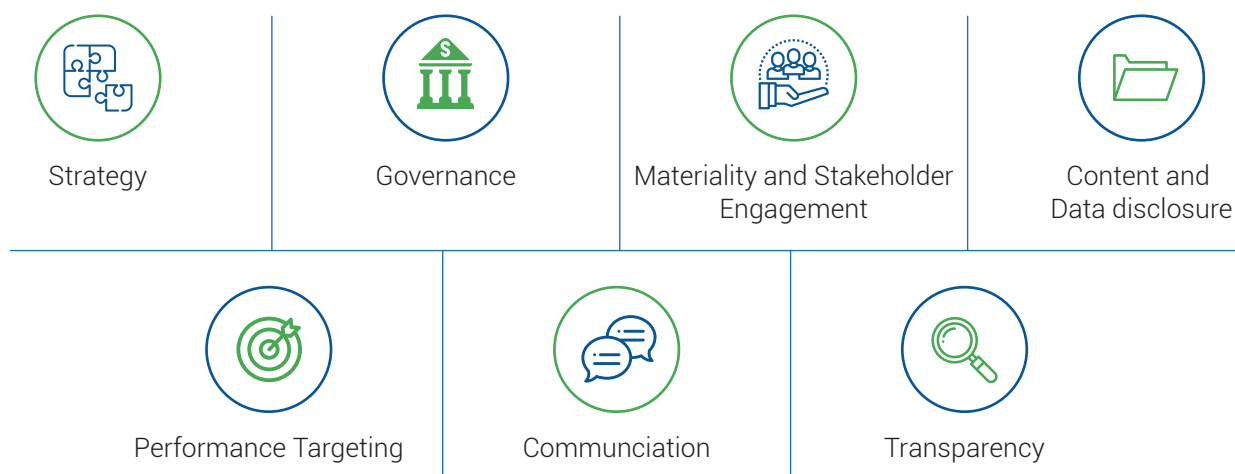 $
Strategy
Governance
Materiality and Stakeholder
Engagement
Content and
Data disclosure
Performance Targeting
Communciation
Transparency